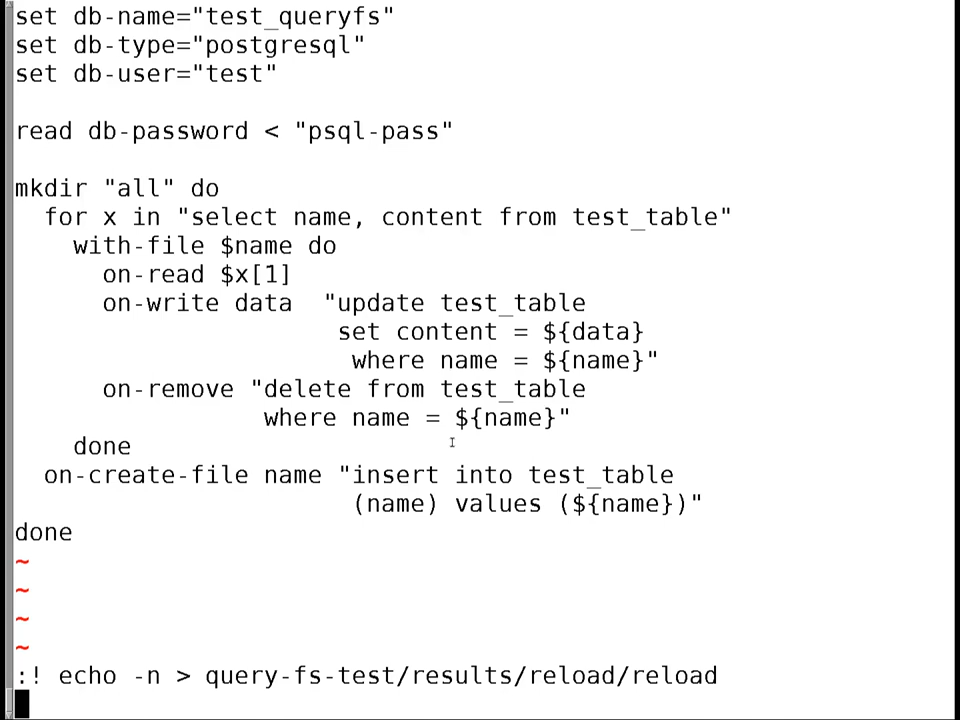 set db-name="test_queryfs"
set db-type="postgresql"
set db-user="test"

read db-password < "psql-pass"

mkdir "all" do
  for x in "select name, content from test_table"
    with-file $name do
      on-read $x[1]
      on-write data  "update test_table
                      set content = ${data}
                       where name = ${name}"
      on-remove "delete from test_table
                 where name = ${name}"
    done
  on-create-file name "insert into test_table
                       (name) values (${name})"
done
~
~
~
~
:! echo -n > query-fs-test/results/reload/reload